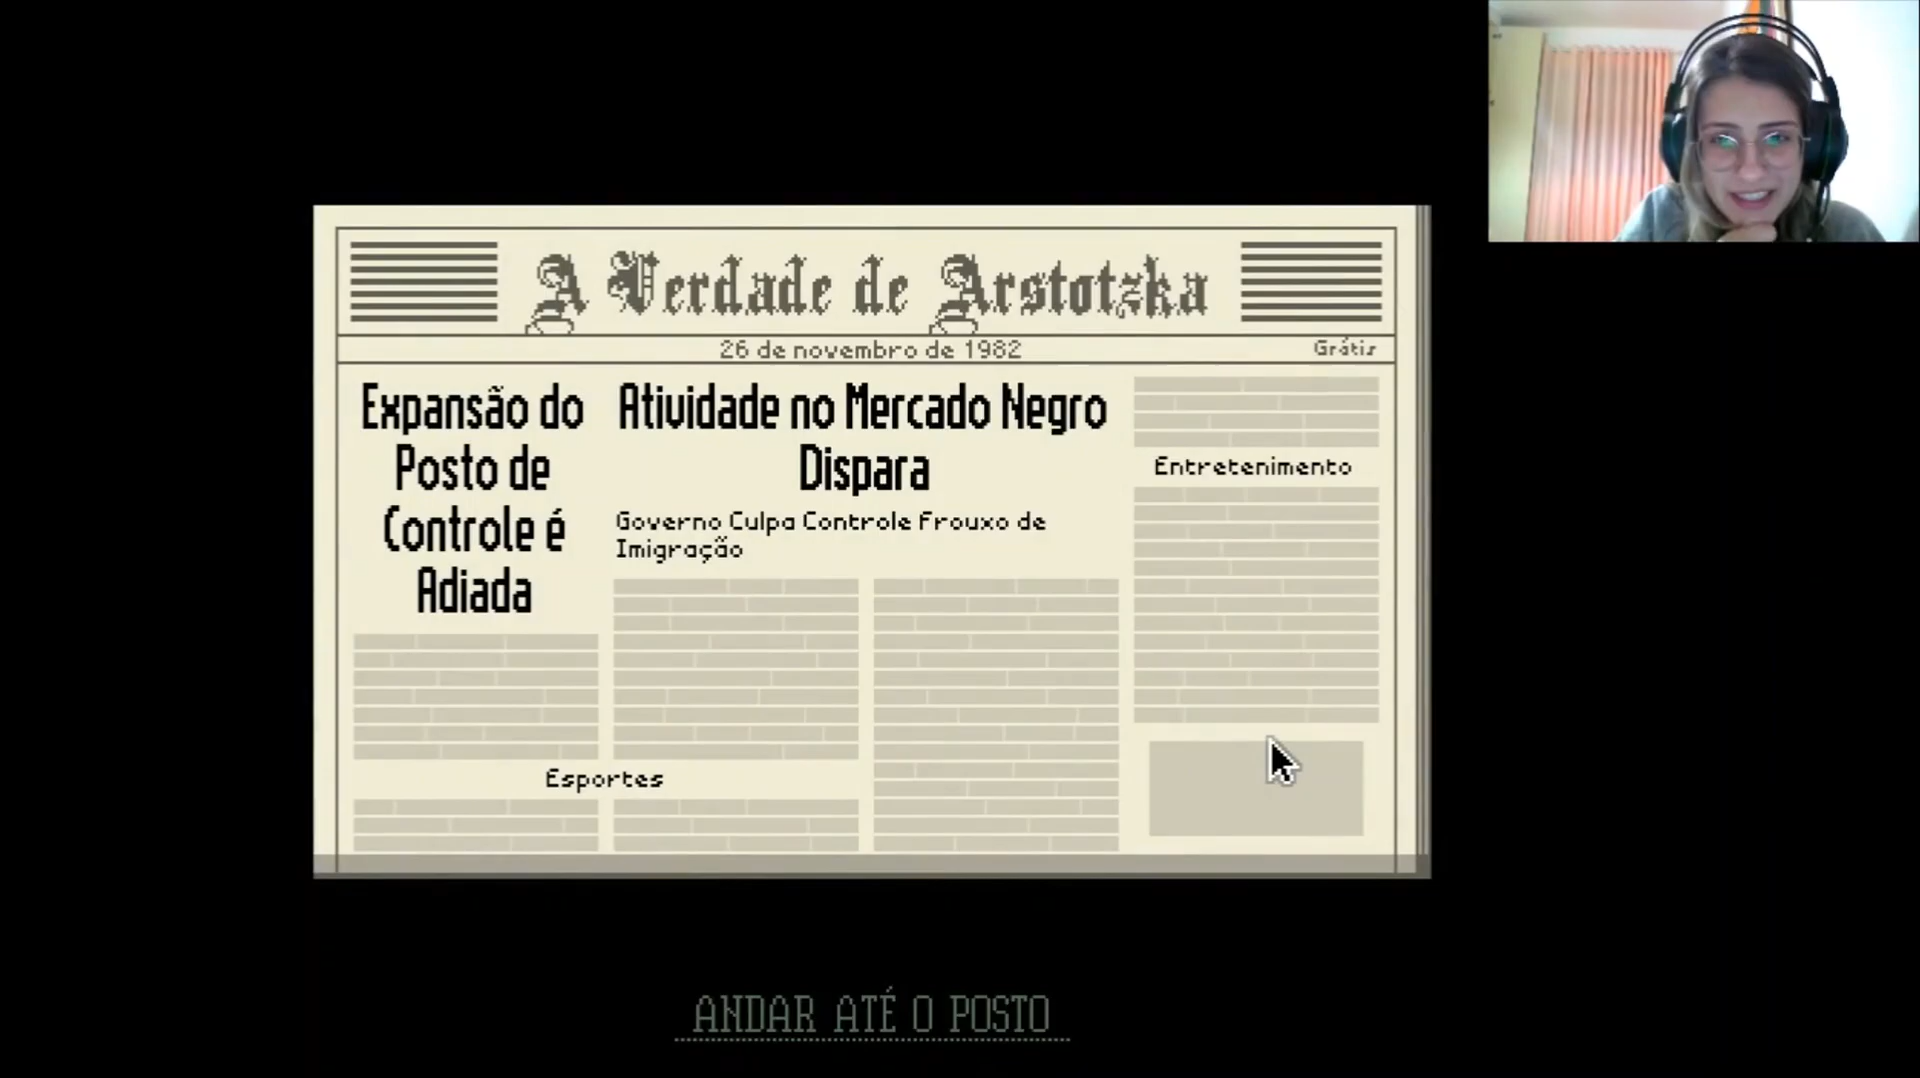 A Verdade de Arstotzka
26 de novembro de 1982
Grátis
Expansão do
Posto de
Controle é
Adiada
Atividade no Mercado Negro
Dispara
Governo Culpa Controle Frouxo de
Imigração
Entretenimento
Esportes
ANDAR ATÉ O POSTO